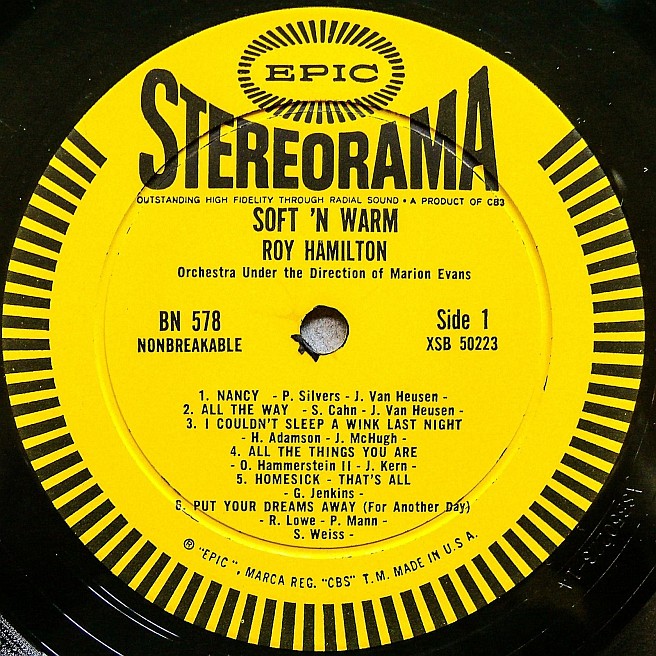 EPIC
STEREORAMA
OUTSTANDING HIGH FIDELITY THROUGH RADIAL SOUND • A PRODUCT OF CBS
SOFT 'N WARM
ROY HAMILTON
Orchestra Under the Direction of Marion Evans
BN 578
NONBREAKABLE
Side 1
XSB 50223
1. NANCY - P. Silvers - J. Van Heusen -
2. ALL THE WAY - S. Cahn - J. Van Heusen -
3. I COULDN'T SLEEP A WINK LAST NIGHT
- H. Adamson - J. McHugh -
4. ALL THE THINGS YOU ARE
- O. Hammerstein II - J. Kern -
5. HOMESICK - THAT'S ALL
- G. Jenkins -
6. PUT YOUR DREAMS AWAY (For Another Day)
- R. Lowe - P. Mann -
S. Weiss -
® "EPIC", MARCA REG. "CBS" T.M. MADE IN U.S.A.